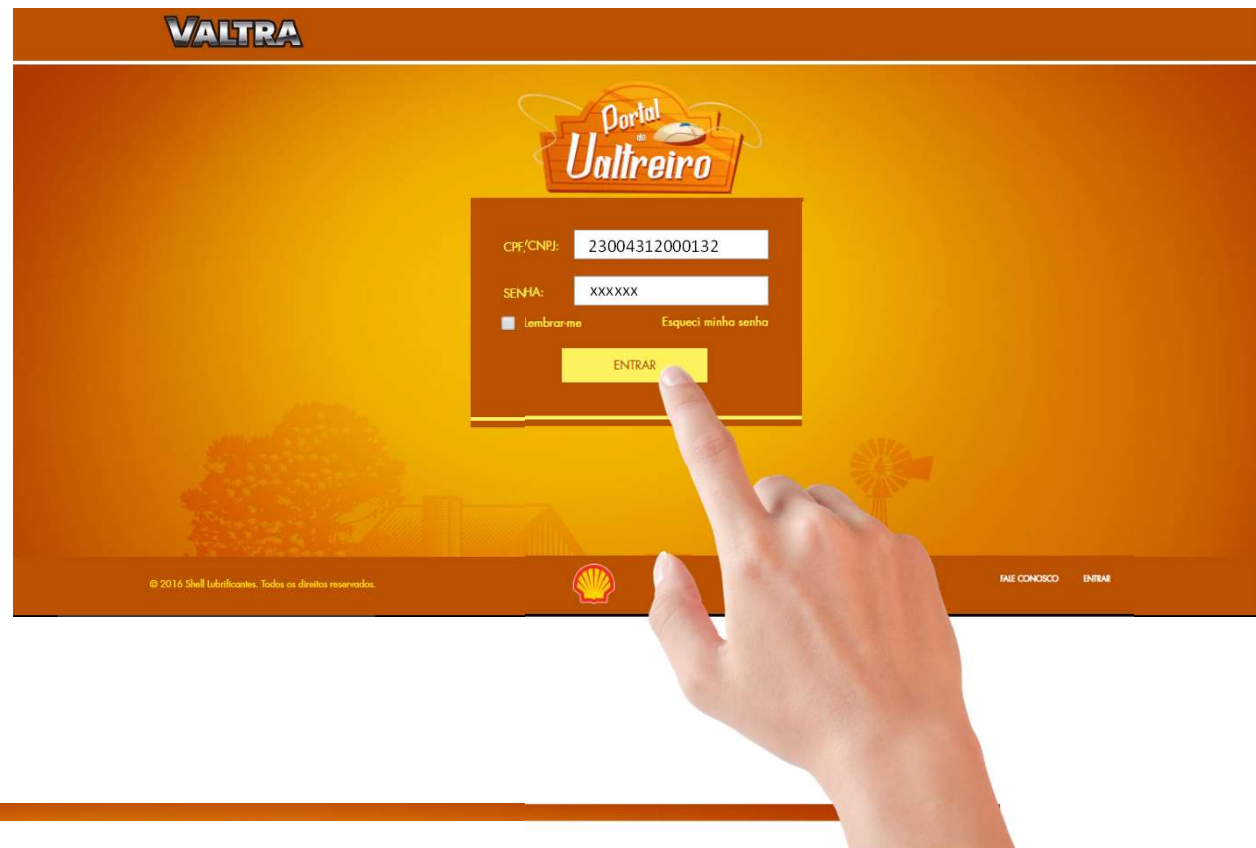 VALTRA
Portal
do
Valtreiro
CPF/CNPJ: 23004312000132
SENHA: xxxxxx
Lembrar-me Esqueci minha senha
ENTRAR
© 2016 Shell Lubrificantes. Todos os direitos reservados.
FALE CONOSCO ENTRAR